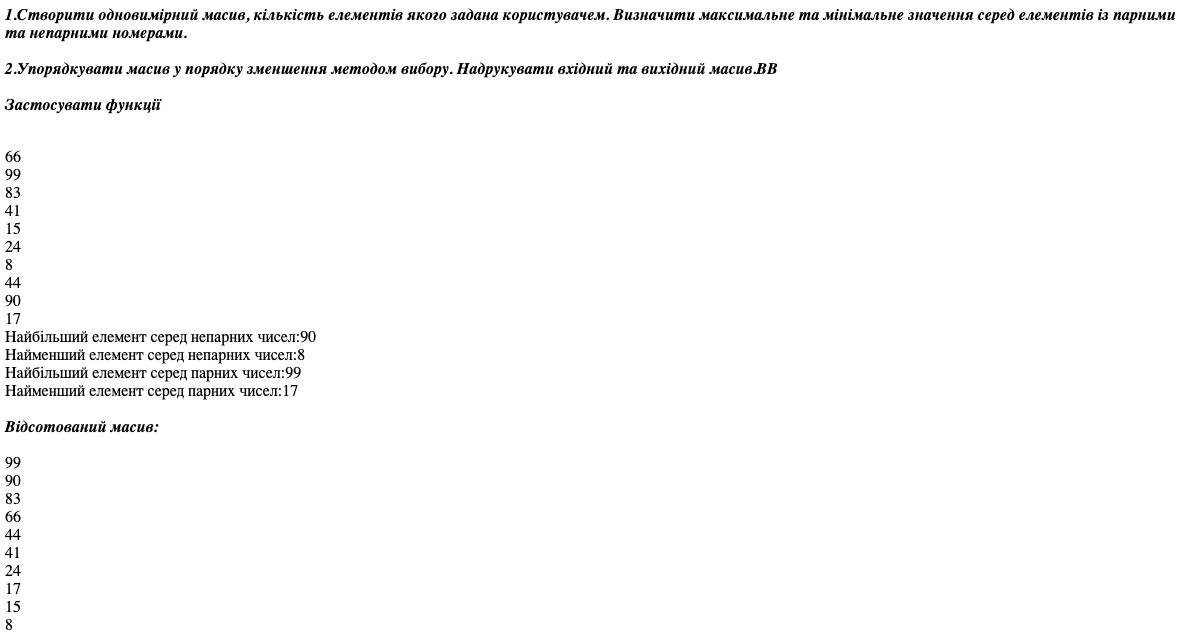 1.Створити одновимірний масив, кількість елементів якого задана користувачем. Визначити максимальне та мінімальне значення серед елементів із парними
та непарними номерами.
2.Упорядкувати масив у порядку зменшення методом вибору. Надрукувати вхідний та вихідний масив.ВВ
Застосувати функції
66
99
83
41
15
24
8
44
90
17
Найбільший елемент серед непарних чисел:90
Найменший елемент серед непарних чисел:8
Найбільший елемент серед парних чисел:99
Найменший елемент серед парних чисел:17
Відсотований масив:
99
90
83
66
44
41
24
17
15
8